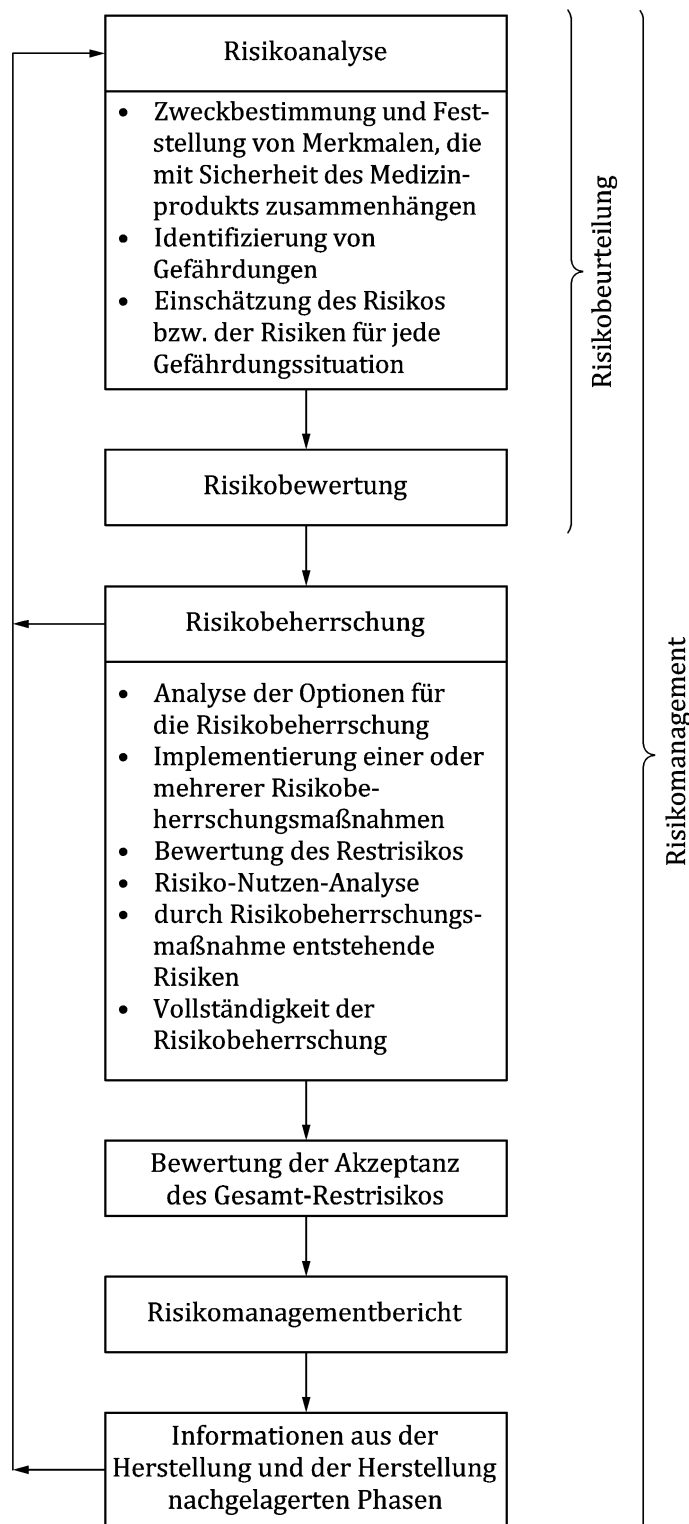 Risikoanalyse
• Zweckbestimmung und Fest-
stellung von Merkmalen, die
mit Sicherheit des Medizin-
produkts zusammenhängen
• Identifizierung von
Gefährdungen
• Einschätzung des Risikos
bzw. der Risiken für jede
Gefährdungssituation
Risikobewertung
Risikobeherrschung
• Analyse der Optionen für
die Risikobeherrschung
• Implementierung einer oder
mehrerer Risikobe-
herrschungsmaßnahmen
• Bewertung des Restrisikos
• Risiko-Nutzen-Analyse
• durch Risikobeherrschungs-
maßnahme entstehende
Risiken
• Vollständigkeit der
Risikobeherrschung
Bewertung der Akzeptanz
des Gesamt-Restrisikos
Risikomanagementbericht
Informationen aus der
Herstellung und der Herstellung
nachgelagerten Phasen
Risikobeurteilung
Risikomanagement